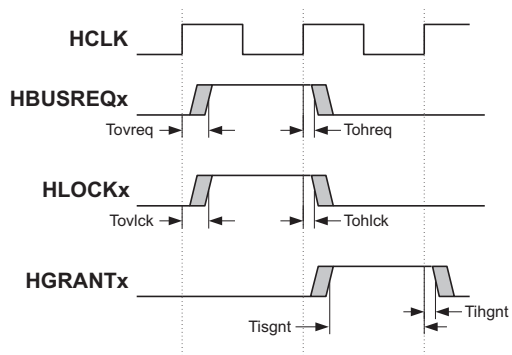 HCLK
HBUSREQx
Tovreq
Tohreq
HLOCKx
Tovlck
Tohlck
HGRANTx
Tisgnt
Tihgnt